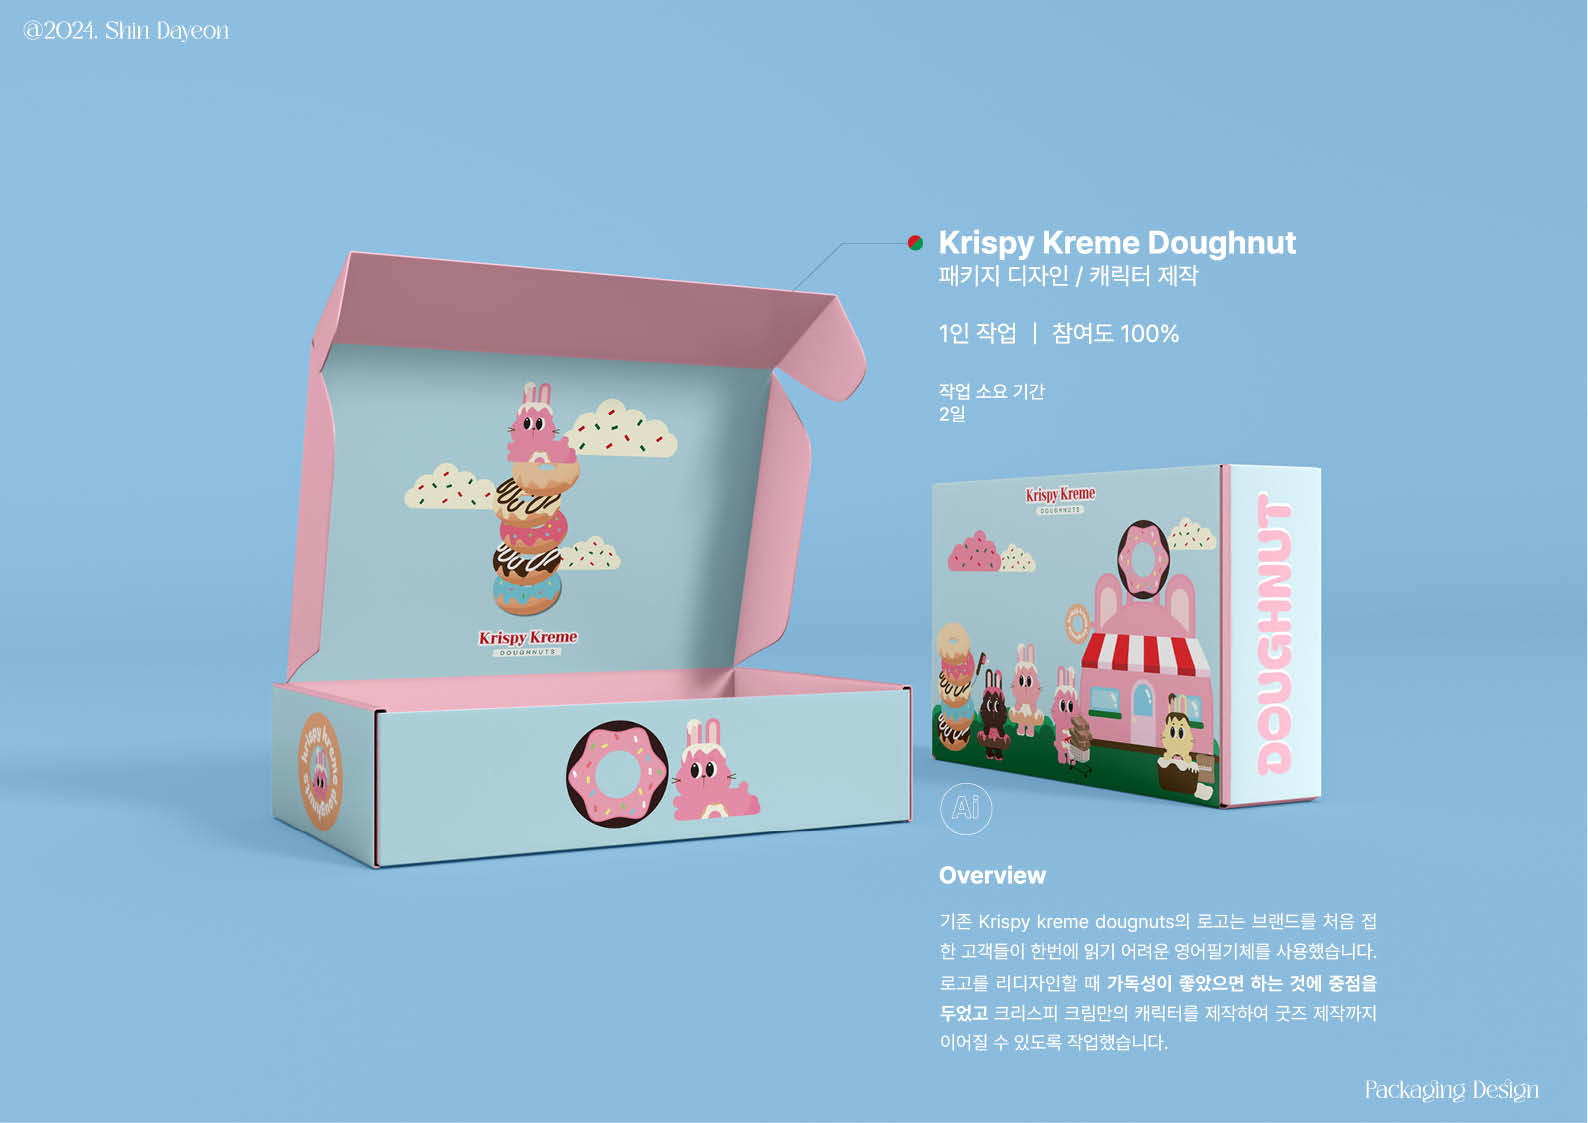 @2024. Shin Dayeon
Krispy Kreme Doughnut
패키지 디자인 / 캐릭터 제작
1인 작업 | 참여도 100%
작업 소요 기간
2일
Krispy Kreme
DOUGHNUTS
krispy kreme doughnuts
Krispy Kreme
DOUGHNUTS
DOUGHNUT
Ai
Overview
기존 Krispy kreme dougnuts의 로고는 브랜드를 처음 접
한 고객들이 한번에 읽기 어려운 영어필기체를 사용했습니다.
로고를 리디자인할 때 가독성이 좋았으면 하는 것에 중점을
두었고 크리스피 크림만의 캐릭터를 제작하여 굿즈 제작까지
이어질 수 있도록 작업했습니다.
Packaging Design